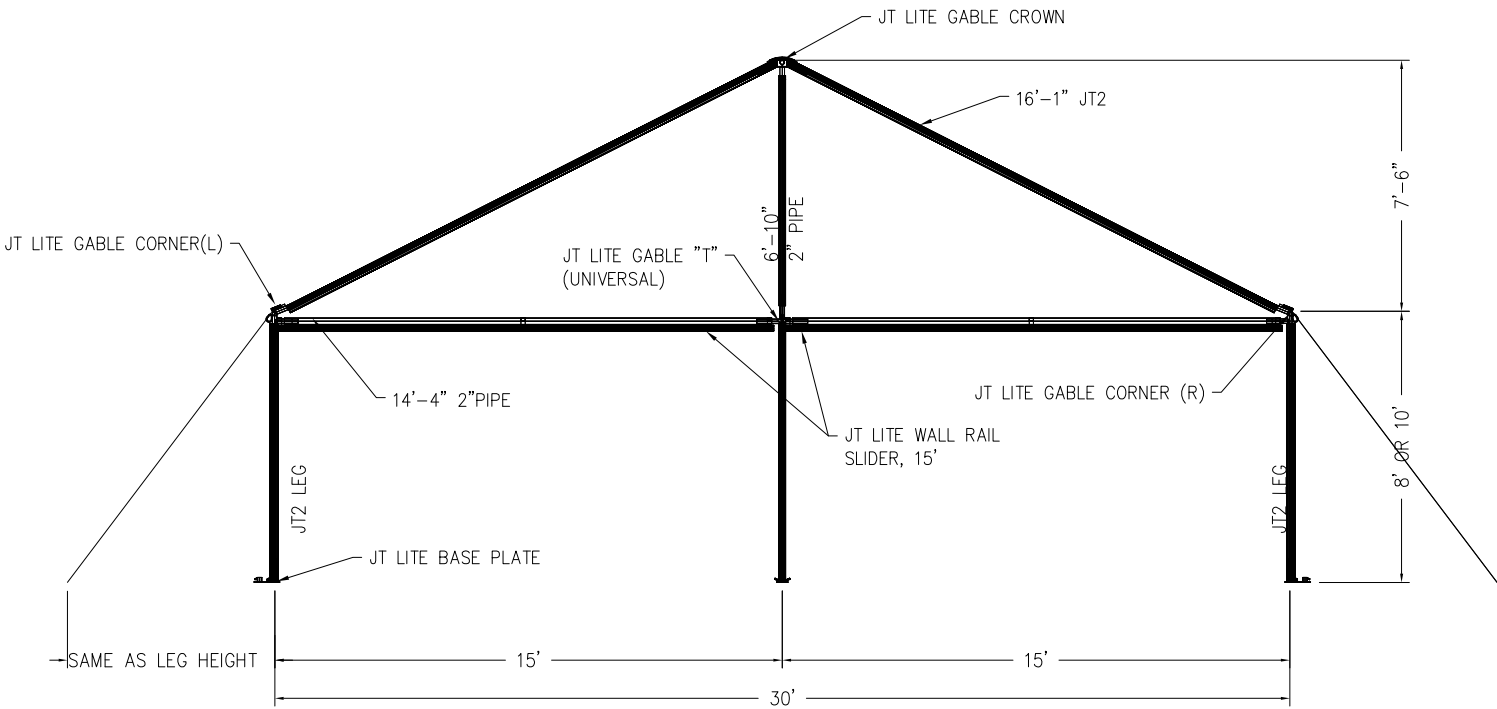 JT LITE GABLE CROWN
16'-1" JT2
7'-6"
6'-10"
2" PIPE
JT LITE GABLE CORNER(L)
JT LITE GABLE "T"
(UNIVERSAL)
14'-4" 2"PIPE
JT LITE GABLE CORNER (R)
JT LITE WALL RAIL
SLIDER, 15'
8' OR 10'
JT2 LEG
JT2 LEG
JT LITE BASE PLATE
SAME AS LEG HEIGHT
15'
15'
30'